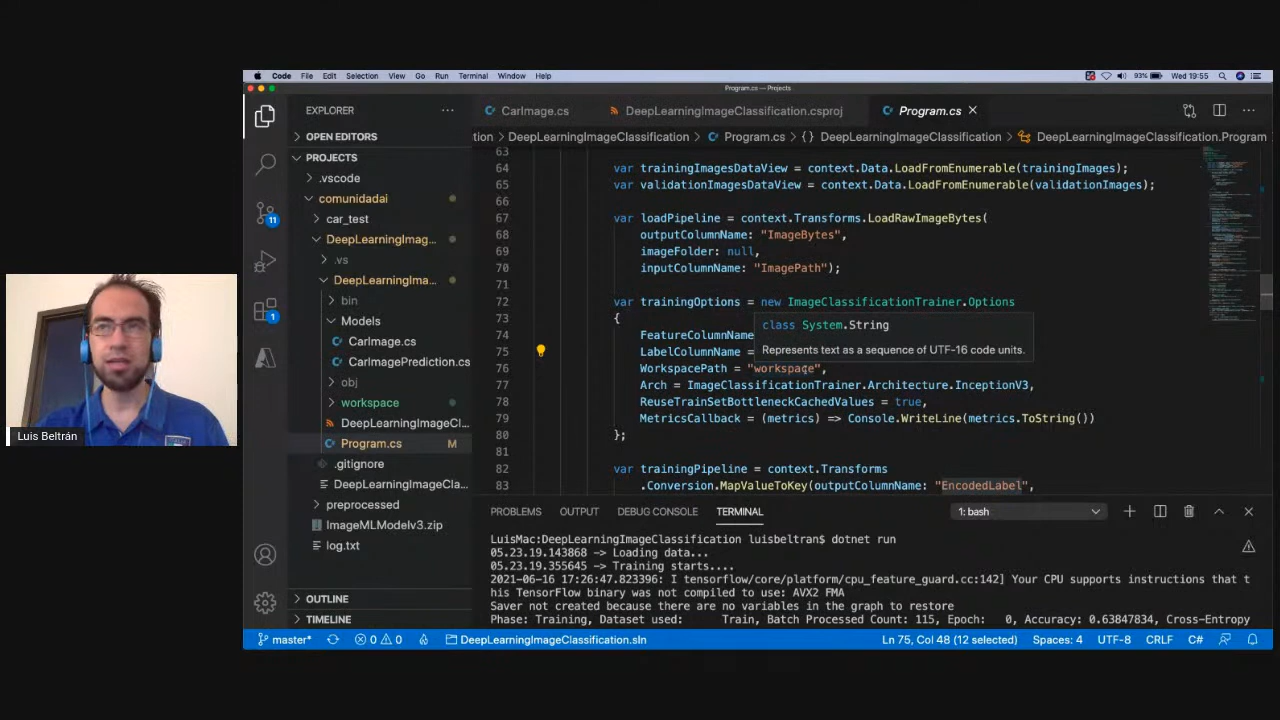 Code File Edit Selection View Go Run Terminal Window Help 93% Wed 19:55
Program.cs — Projects
EXPLORER
CarImage.cs DeepLearningImageClassification.csproj Program.cs
OPEN EDITORS
tion > DeepLearningImageClassification > Program.cs > {} DeepLearningImageClassification > DeepLearningImageClassification.Program
PROJECTS
.vscode
comunidadai
car_test
DeepLearningImag...
.vs
DeepLearningIma...
bin
Models
CarImage.cs
CarImagePrediction.cs
obj
workspace
DeepLearningImageCl...
Program.cs M
.gitignore
DeepLearningImageCla...
preprocessed
ImageMLModelv3.zip
log.txt
OUTLINE
TIMELINE
11
1
63
64 var trainingImagesDataView = context.Data.LoadFromEnumerable(trainingImages);
65 var validationImagesDataView = context.Data.LoadFromEnumerable(validationImages);
66
67 var loadPipeline = context.Transforms.LoadRawImageBytes(
68 outputColumnName: "ImageBytes",
69 imageFolder: null,
70 inputColumnName: "ImagePath");
71
72 var trainingOptions = new ImageClassificationTrainer.Options
73 {
class System.String
74 FeatureColumnName
Represents text as a sequence of UTF-16 code units.
75 LabelColumnName =
76 WorkspacePath = "workspace",
77 Arch = ImageClassificationTrainer.Architecture.InceptionV3,
78 ReuseTrainSetBottleneckCachedValues = true,
79 MetricsCallback = (metrics) => Console.WriteLine(metrics.ToString())
80 };
81
82 var trainingPipeline = context.Transforms
83 .Conversion.MapValueToKey(outputColumnName: "EncodedLabel",
PROBLEMS OUTPUT DEBUG CONSOLE TERMINAL 1: bash
LuisMac:DeepLearningImageClassification luisbeltran$ dotnet run
05.23.19.143868 -> Loading data...
05.23.19.355645 -> Training starts....
2021-06-16 17:26:47.823396: I tensorflow/core/platform/cpu_feature_guard.cc:142] Your CPU supports instructions that t
his TensorFlow binary was not compiled to use: AVX2 FMA
Saver not created because there are no variables in the graph to restore
Phase: Training, Dataset used: Train, Batch Processed Count: 115, Epoch: 0, Accuracy: 0.63847834, Cross-Entropy
master* 0 0 DeepLearningImageClassification.sln Ln 75, Col 48 (12 selected) Spaces: 4 UTF-8 CRLF C#
Luis Beltrán